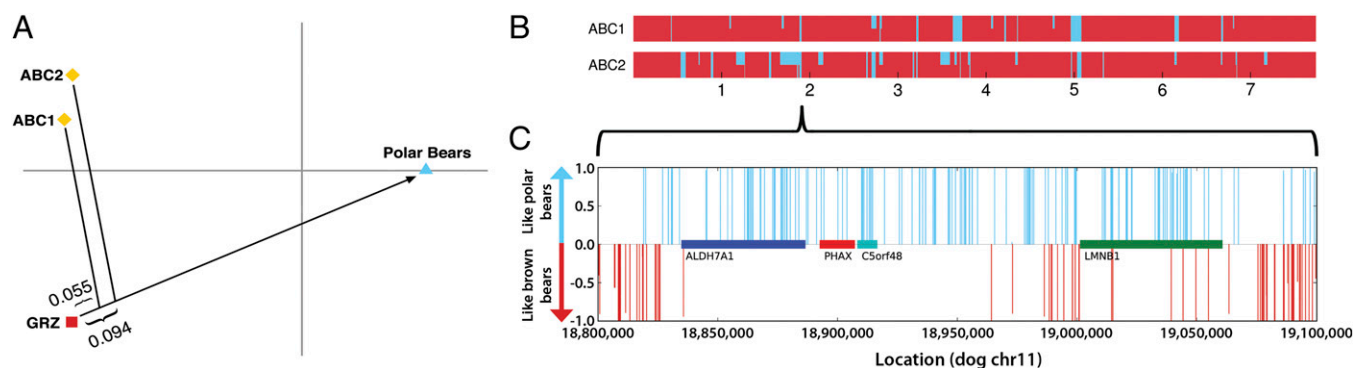 A
ABC2
ABC1
Polar Bears
0.055
GRZ
0.094
B
ABC1
ABC2
1 2 3 4 5 6 7
C
Like polar bears
Like brown bears
1.0
0.5
0.0
-0.5
-1.0
ALDH7A1 PHAX C5orf48 LMNB1
18,800,000 18,850,000 18,900,000 18,950,000 19,000,000 19,050,000 19,100,000
Location (dog chr11)